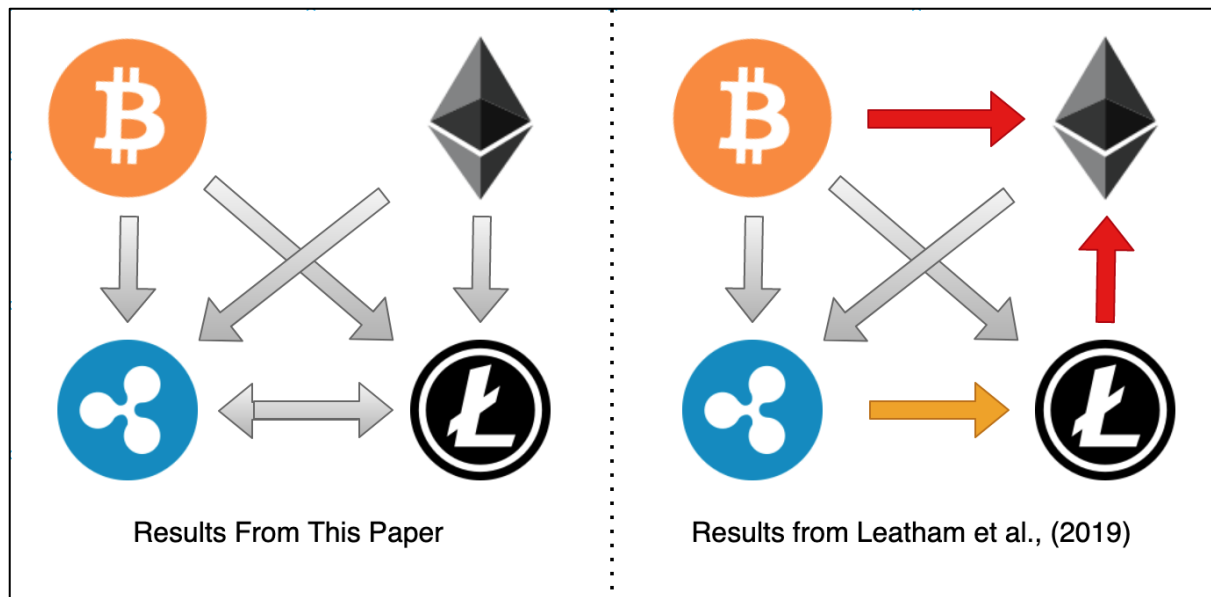 Results From This Paper
Results from Leatham et al., (2019)